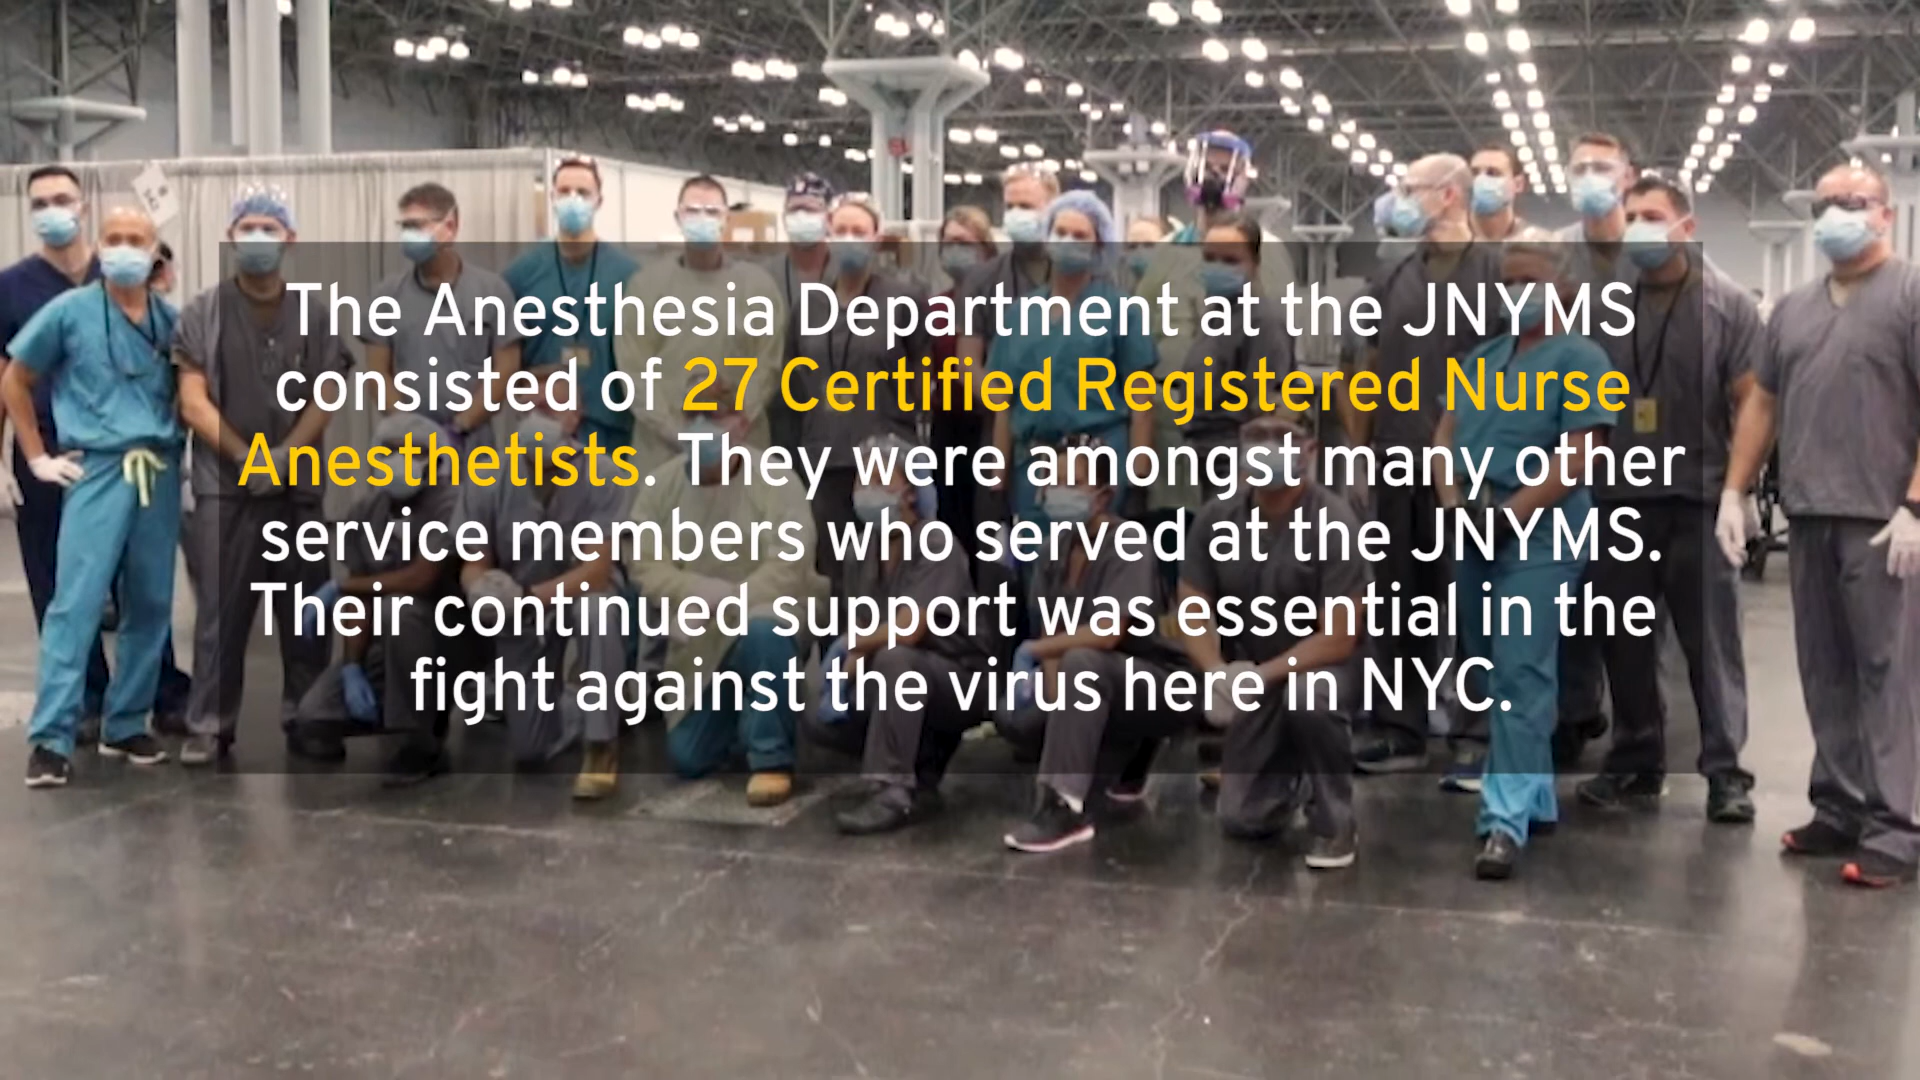 The Anesthesia Department at the JNYMS
consisted of 27 Certified Registered Nurse
Anesthetists. They were amongst many other
service members who served at the JNYMS.
Their continued support was essential in the
fight against the virus here in NYC.